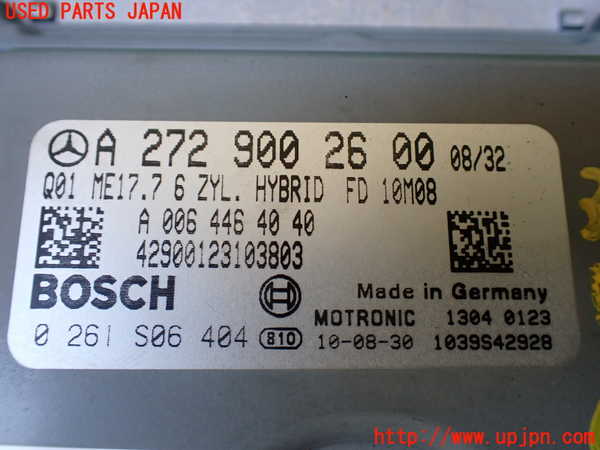 USED PARTS JAPAN
A 272 900 26 00 08/32
Q01 ME17.7 6 ZYL. HYBRID FD 10M08
A 006 446 40 40
42900123103803
BOSCH
Made in Germany
MOTRONIC 1304 0123
0 261 S06 404 810 10-08-30 1039S42928
http://www.upjpn.com